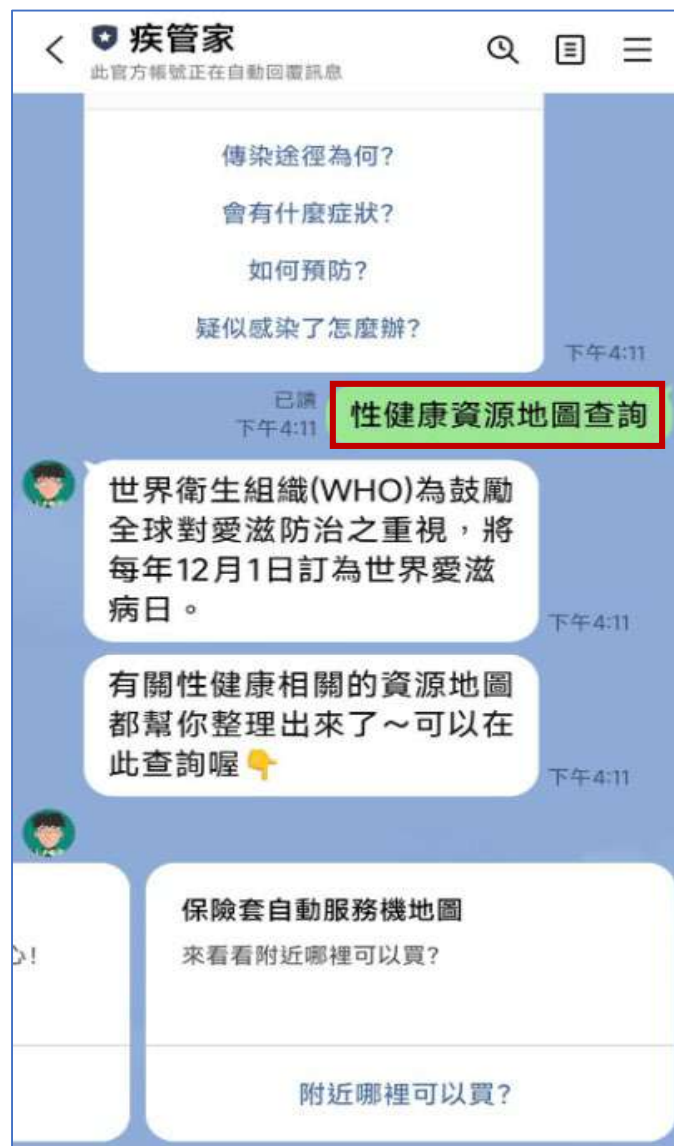 疾管家
此官方帳號正在自動回覆訊息
傳染途徑為何?
會有什麼症狀?
如何預防?
疑似感染了怎麼辦?
下午4:11
已讀
下午4:11
性健康資源地圖查詢
世界衛生組織(WHO)為鼓勵
全球對愛滋防治之重視，將
每年12月1日訂為世界愛滋
病日。
下午4:11
有關性健康相關的資源地圖
都幫你整理出來了～可以在
此查詢喔👇
下午4:11
保險套自動服務機地圖
心!
來看看附近哪裡可以買?
附近哪裡可以買?